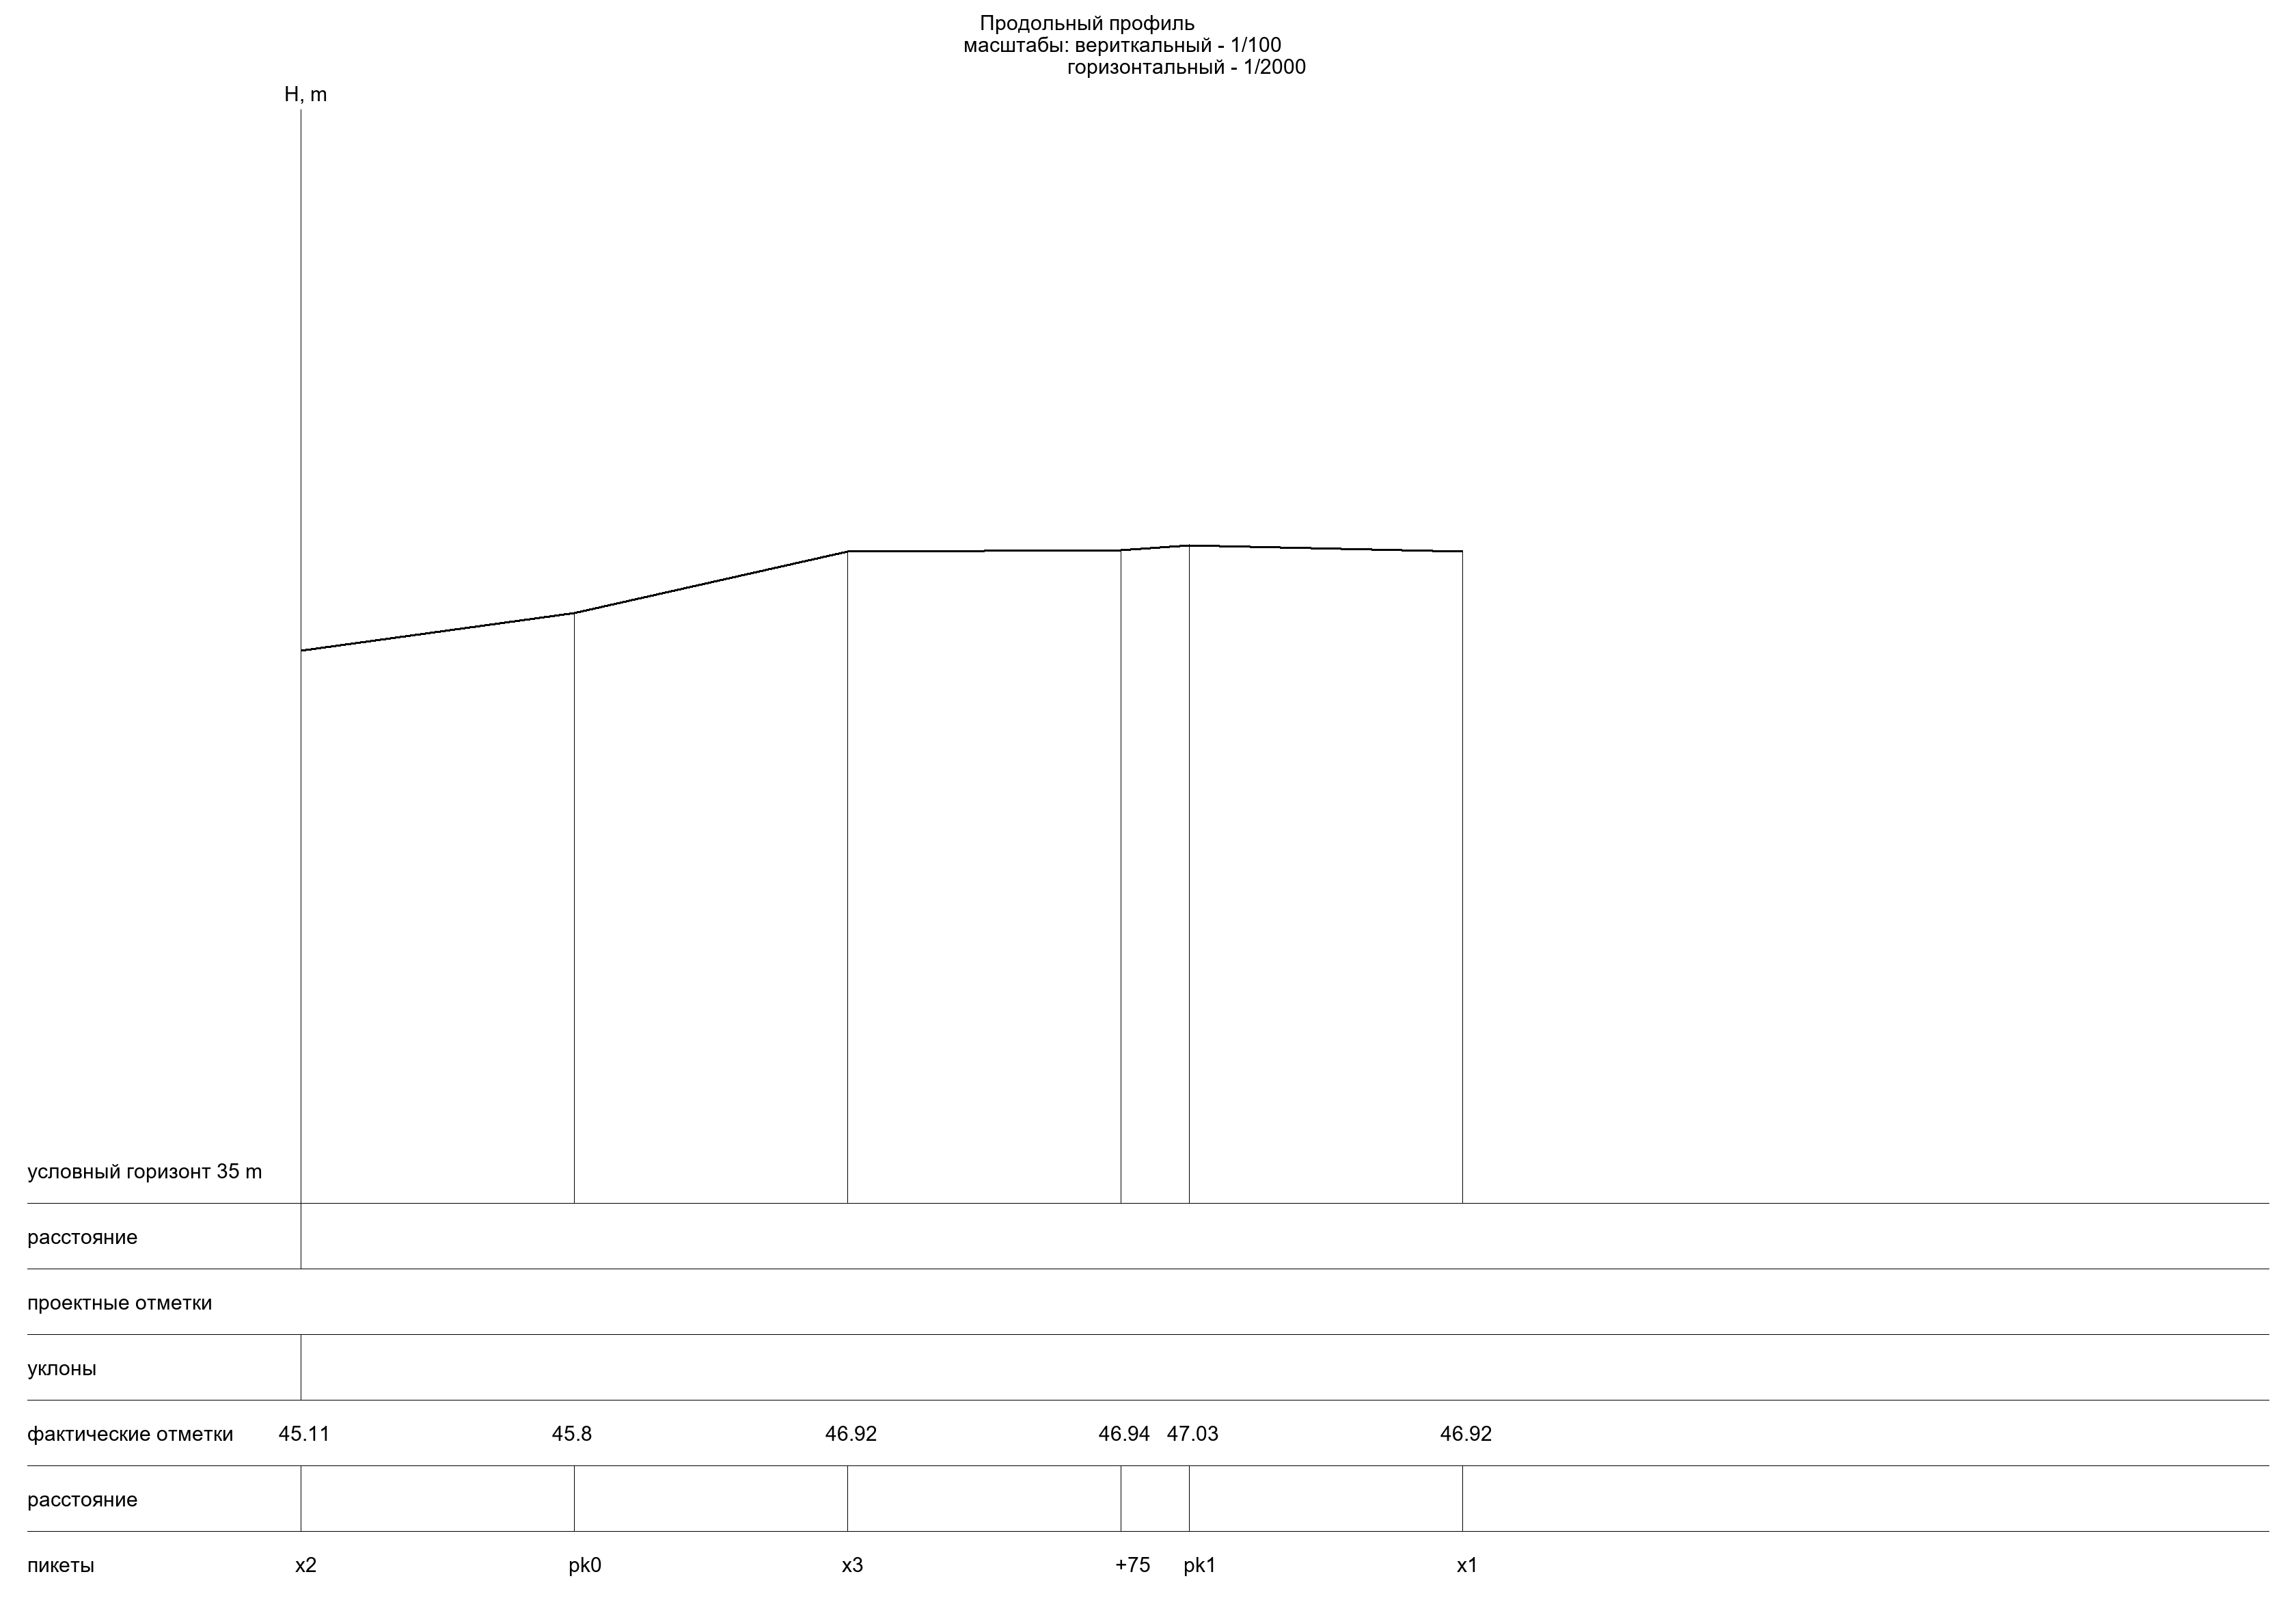 Продольный профиль
масштабы: вериткальный - 1/100
горизонтальный - 1/2000
H, m
условный горизонт 35 m
расстояние
проектные отметки
уклоны
фактические отметки 45.11 45.8 46.92 46.94 47.03 46.92
расстояние
пикеты x2 pk0 x3 +75 pk1 x1